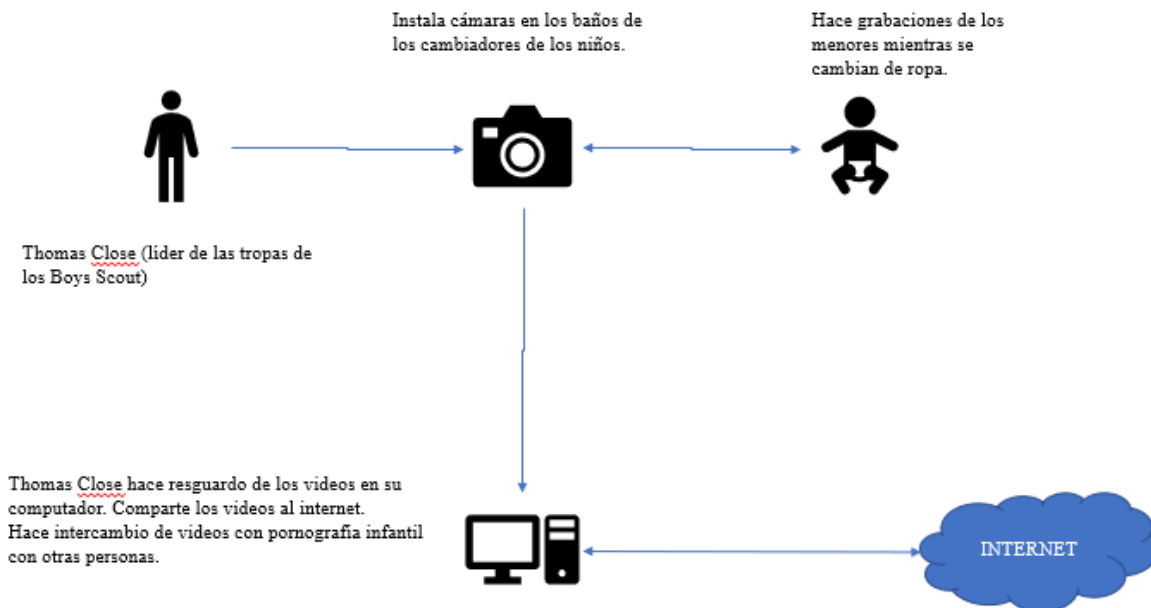 Instala cámaras en los baños de
los cambiadores de los niños.
Hace grabaciones de los
menores mientras se
cambian de ropa.
Thomas Close (lider de las tropas de
los Boys Scout)
Thomas Close hace resguardo de los videos en su
computador. Comparte los videos al internet.
Hace intercambio de videos con pornografía infantil
con otras personas.
INTERNET